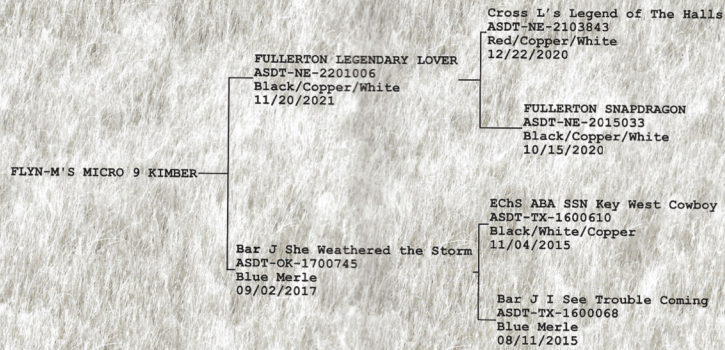 Cross L's Legend of The Halls
ASDT-NE-2103843
Red/Copper/White
12/22/2020
FULLERTON LEGENDARY LOVER
ASDT-NE-2201006
Black/Copper/White
11/20/2021
FULLERTON SNAPDRAGON
ASDT-NE-2015033
Black/Copper/White
10/15/2020
FLYN-M'S MICRO 9 KIMBER
EChS ABA SSN Key West Cowboy
ASDT-TX-1600610
Black/White/Copper
11/04/2015
Bar J She Weathered the Storm
ASDT-OK-1700745
Blue Merle
09/02/2017
Bar J I See Trouble Coming
ASDT-TX-1600068
Blue Merle
08/11/2015